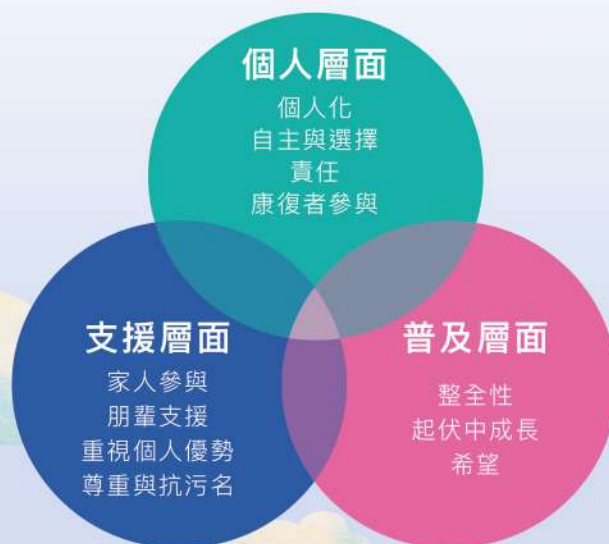 個人層面
個人化
自主與選擇
責任
康復者參與
支援層面
家人參與
朋輩支援
重視個人優勢
尊重與抗污名
普及層面
整全性
起伏中成長
希望